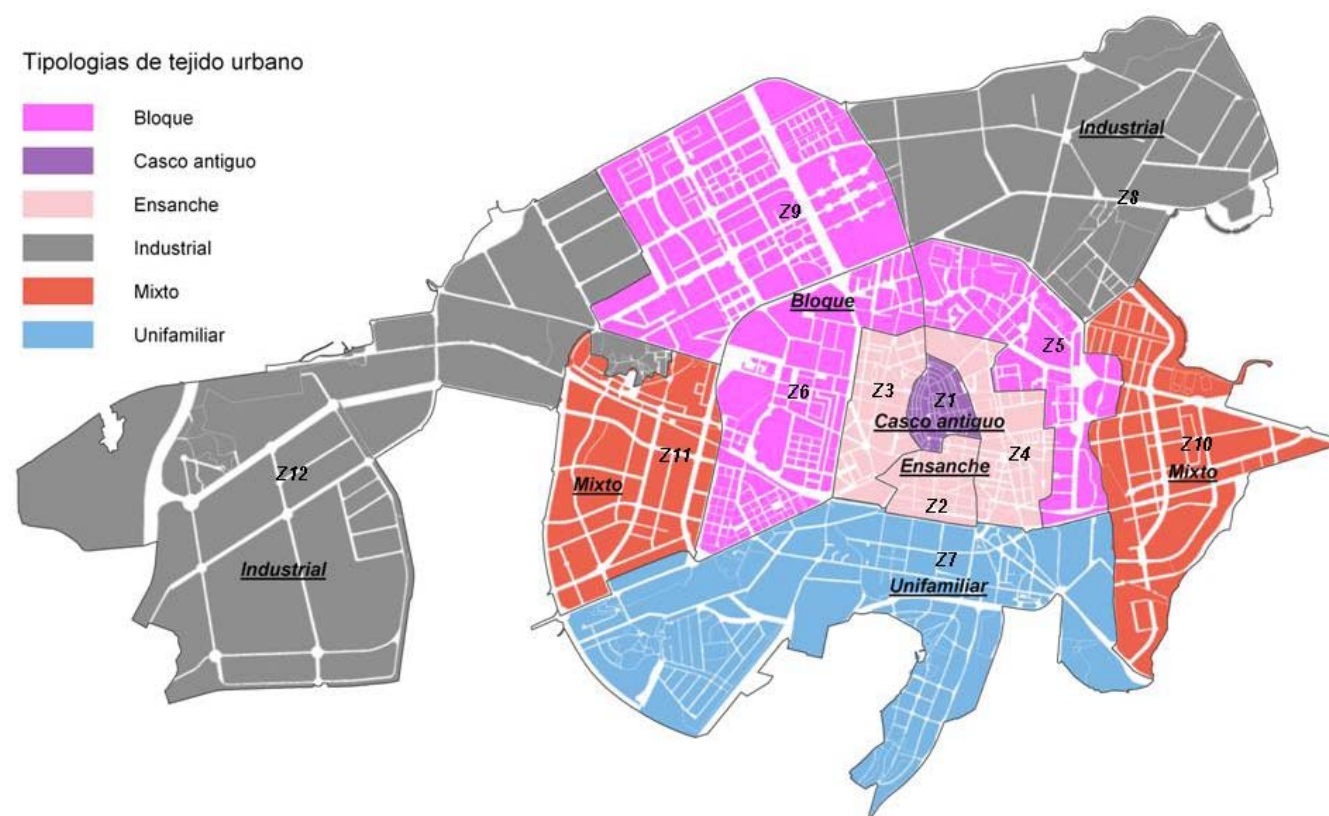 Tipologias de tejido urbano
Bloque
Casco antiguo
Ensanche
Industrial
Mixto
Unifamiliar
Industrial
Z8
Z9
Bloque
Z5
Z3
Z1
Z6
Casco antiguo
Z10
Z11
Z4
Ensanche
Mixto
Z12
Mixto
Z2
Z7
Industrial
Unifamiliar